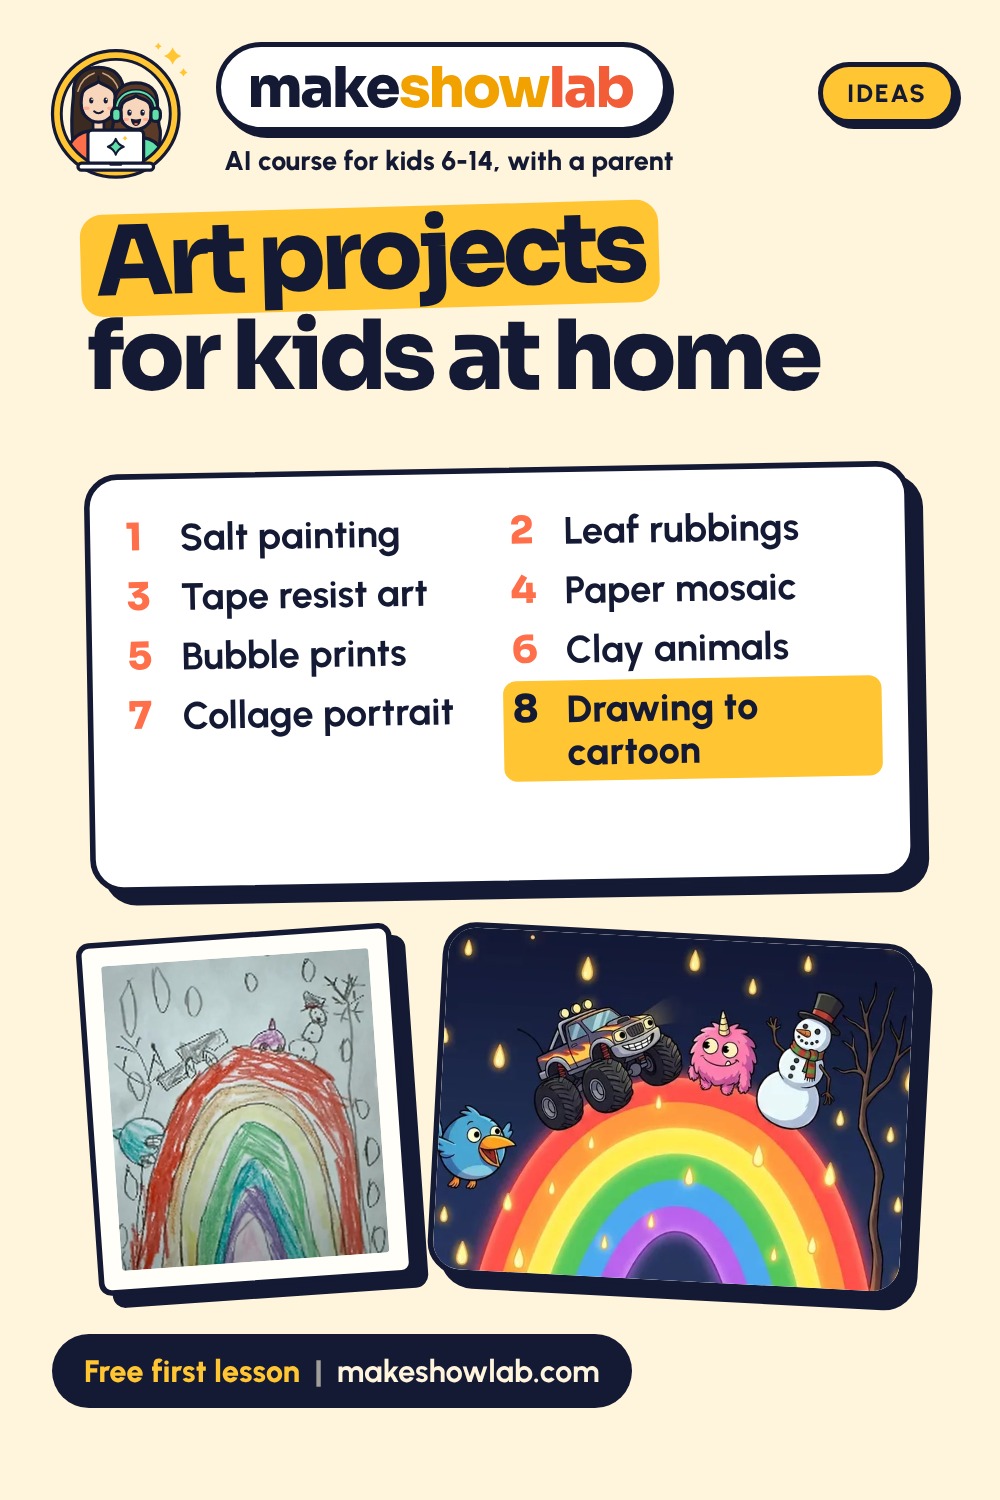 makeshowlab
IDEAS
AI course for kids 6-14, with a parent
Art projects
for kids at home
1 Salt painting
2 Leaf rubbings
3 Tape resist art
4 Paper mosaic
5 Bubble prints
6 Clay animals
7 Collage portrait
8 Drawing to
cartoon
Free first lesson | makeshowlab.com